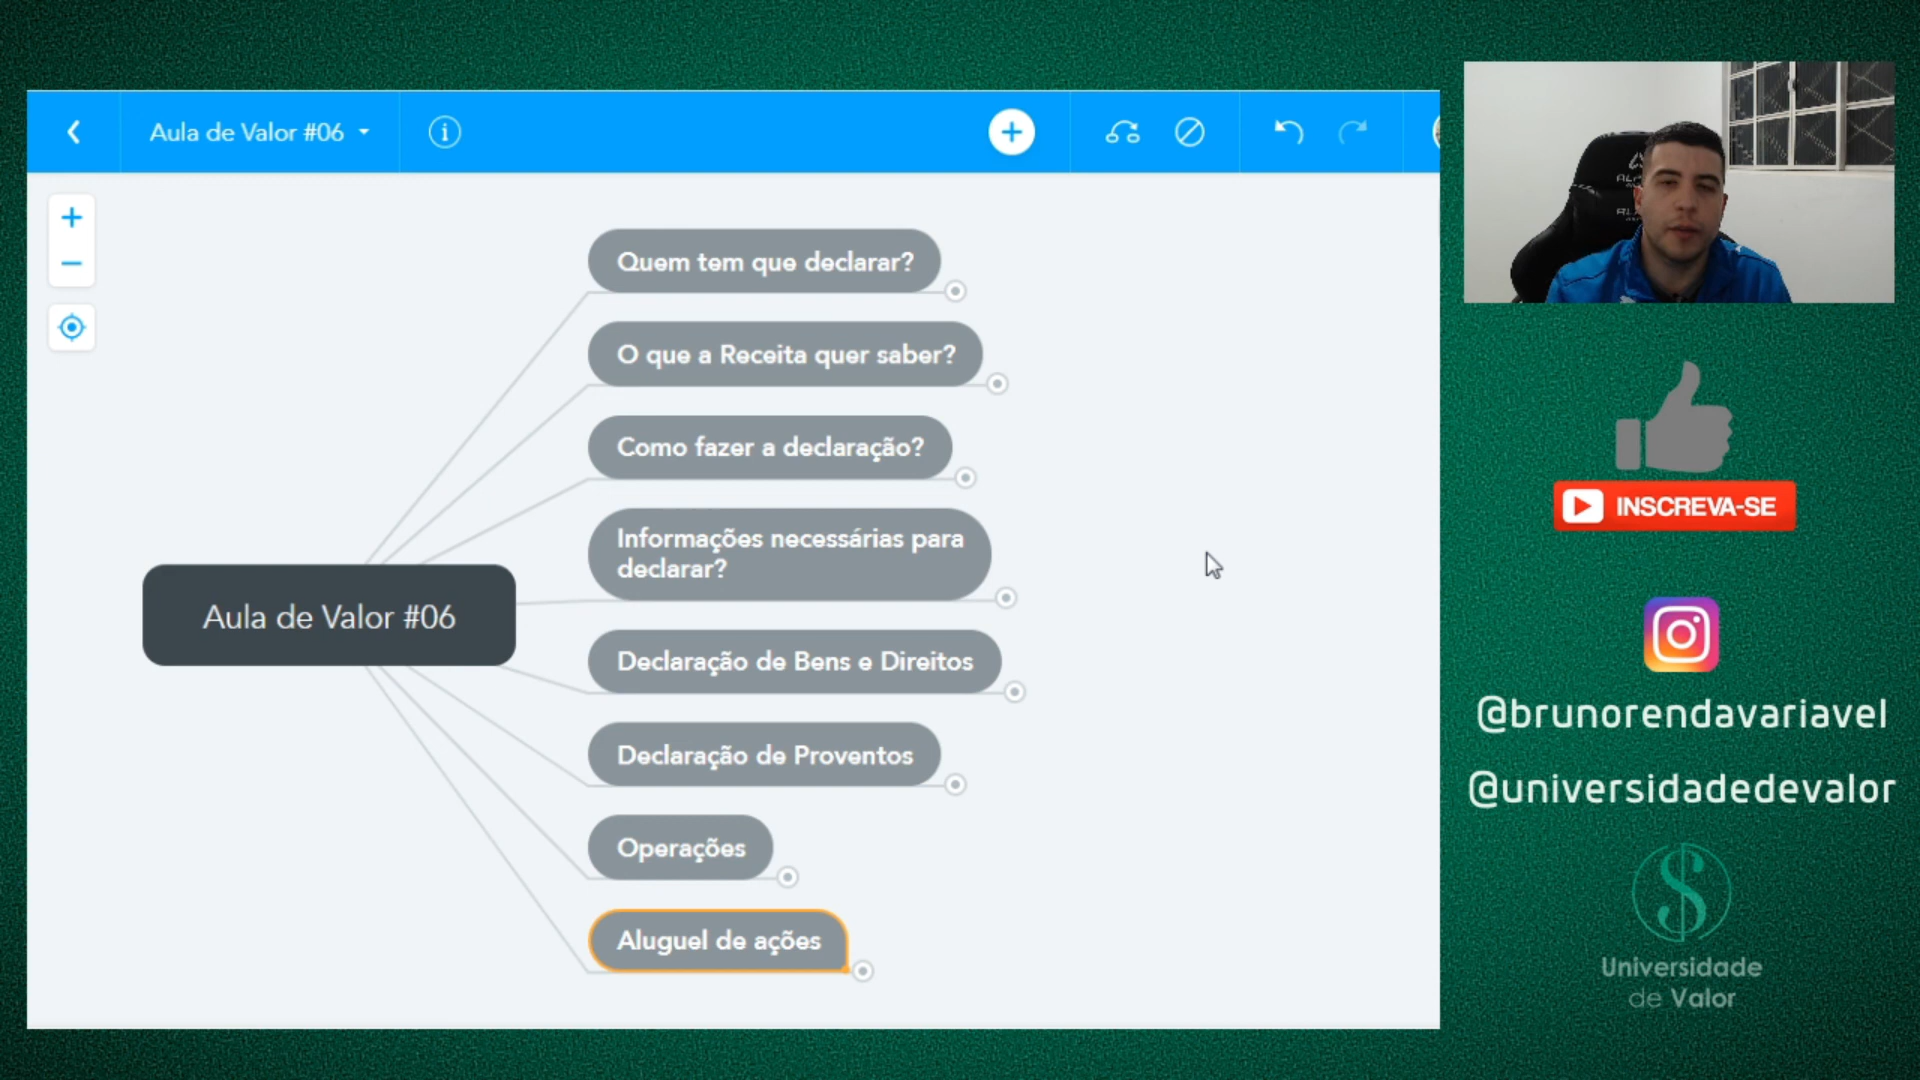 Aula de Valor #06
Quem tem que declarar?
O que a Receita quer saber?
Como fazer a declaração?
Informações necessárias para
declarar?
Aula de Valor #06
Declaração de Bens e Direitos
Declaração de Proventos
Operações
Aluguel de ações
INSCREVA-SE
@brunorendavariavel
@universidadedevalor
Universidade
de Valor